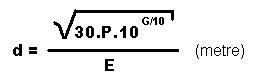 d = √30.P.10^G/10 / E (metre)